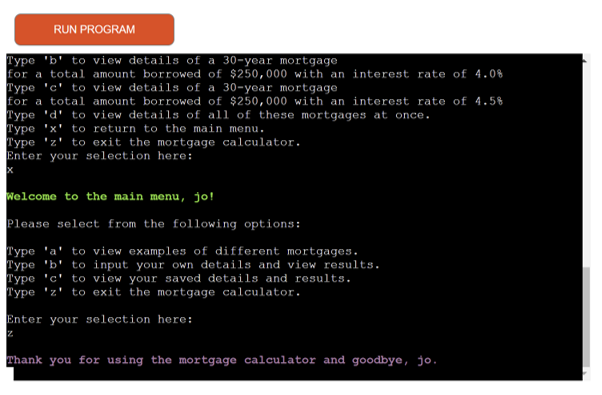 RUN PROGRAM
Type 'b' to view details of a 30-year mortgage
for a total amount borrowed of $250,000 with an interest rate of 4.0%
Type 'c' to view details of a 30-year mortgage
for a total amount borrowed of $250,000 with an interest rate of 4.5%
Type 'd' to view details of all of these mortgages at once.
Type 'x' to return to the main menu.
Type 'z' to exit the mortgage calculator.
Enter your selection here:
x
Welcome to the main menu, jo!
Please select from the following options:
Type 'a' to view examples of different mortgages.
Type 'b' to input your own details and view results.
Type 'c' to view your saved details and results.
Type 'z' to exit the mortgage calculator.
Enter your selection here:
z
Thank you for using the mortgage calculator and goodbye, jo.